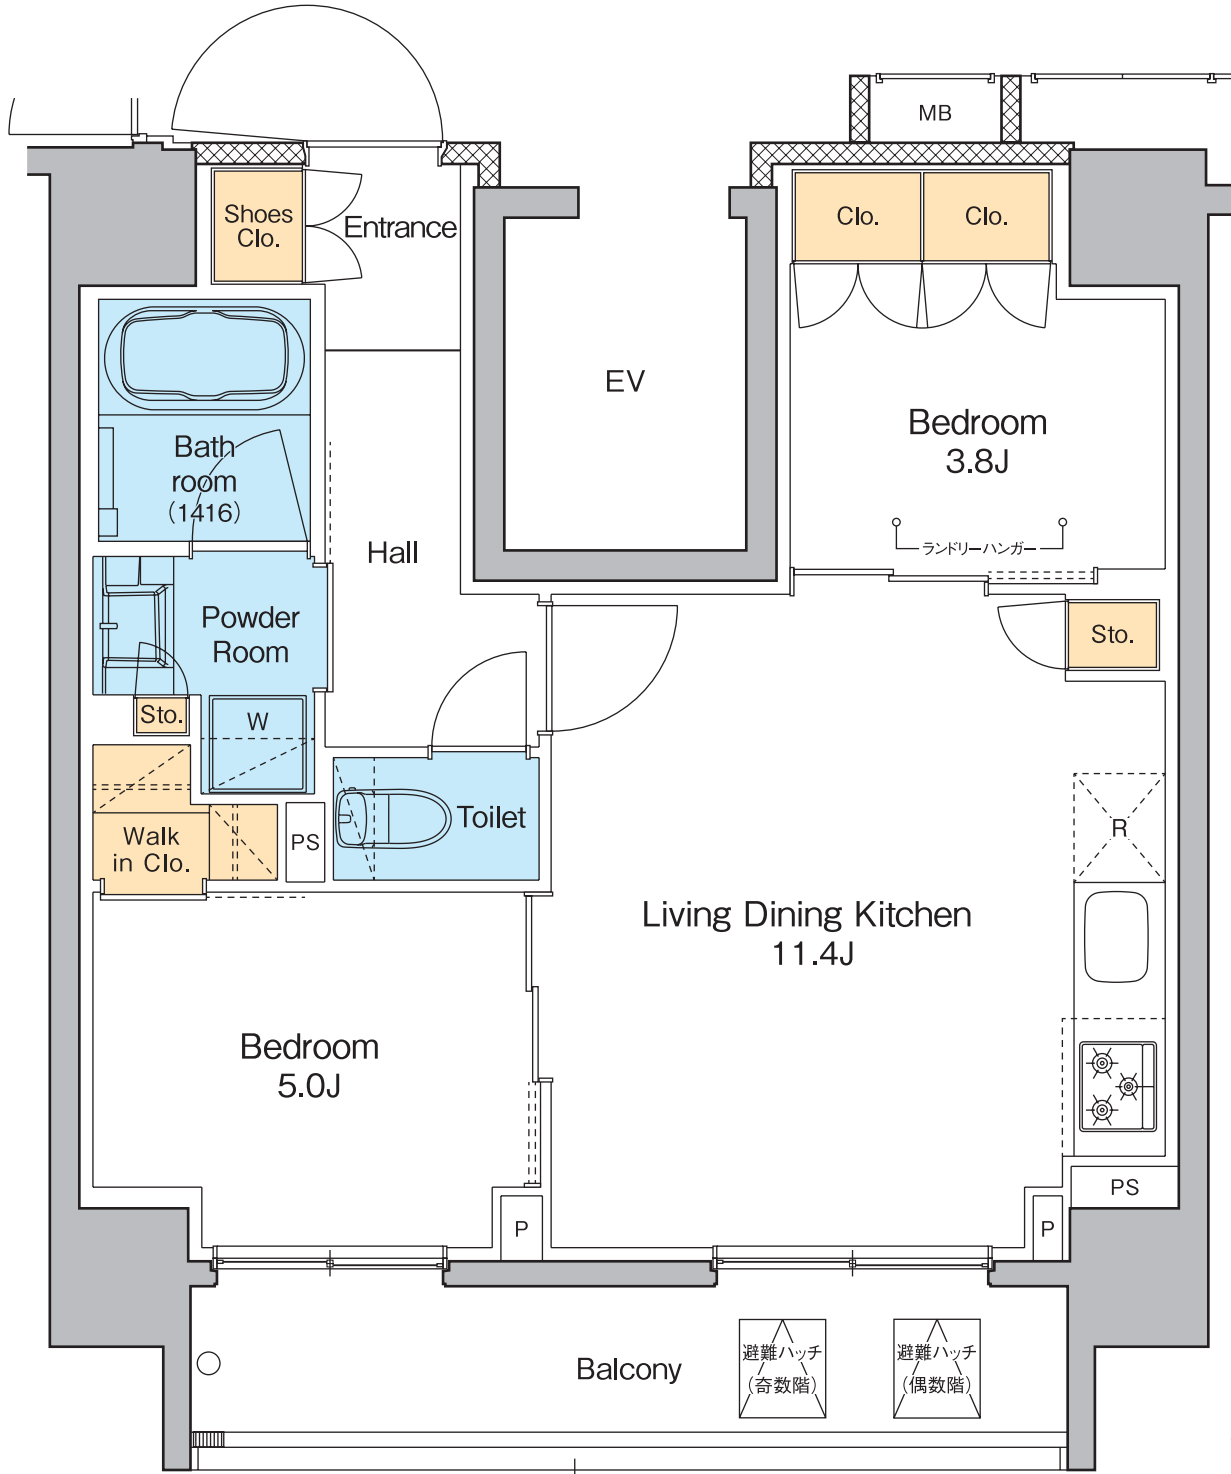 MB
Shoes
Clo.
Entrance
Clo.
Clo.
EV
Bedroom
3.8J
Bath
room
(1416)
ランドリーハンガー
Hall
Powder
Room
Sto.
Sto.
W
Walk
in Clo.
PS
Toilet
R
Living Dining Kitchen
11.4J
Bedroom
5.0J
PS
P
P
Balcony
避難ハッチ
(奇数階)
避難ハッチ
(偶数階)